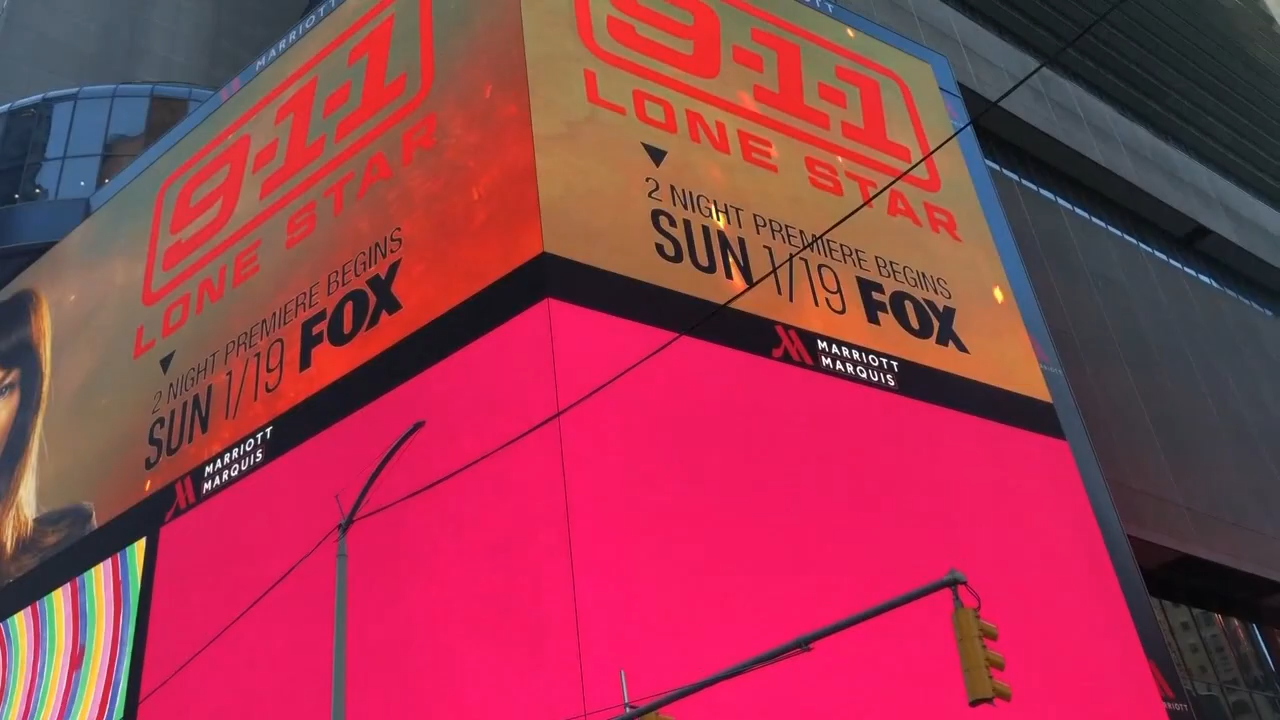 MARRIOTT
9-1-1
LONE STAR
2 NIGHT PREMIERE BEGINS
SUN 1/19 FOX
MARRIOTT
MARQUIS
9-1-1
LONE STAR
2 NIGHT PREMIERE BEGINS
SUN 1/19 FOX
MARRIOTT
MARQUIS